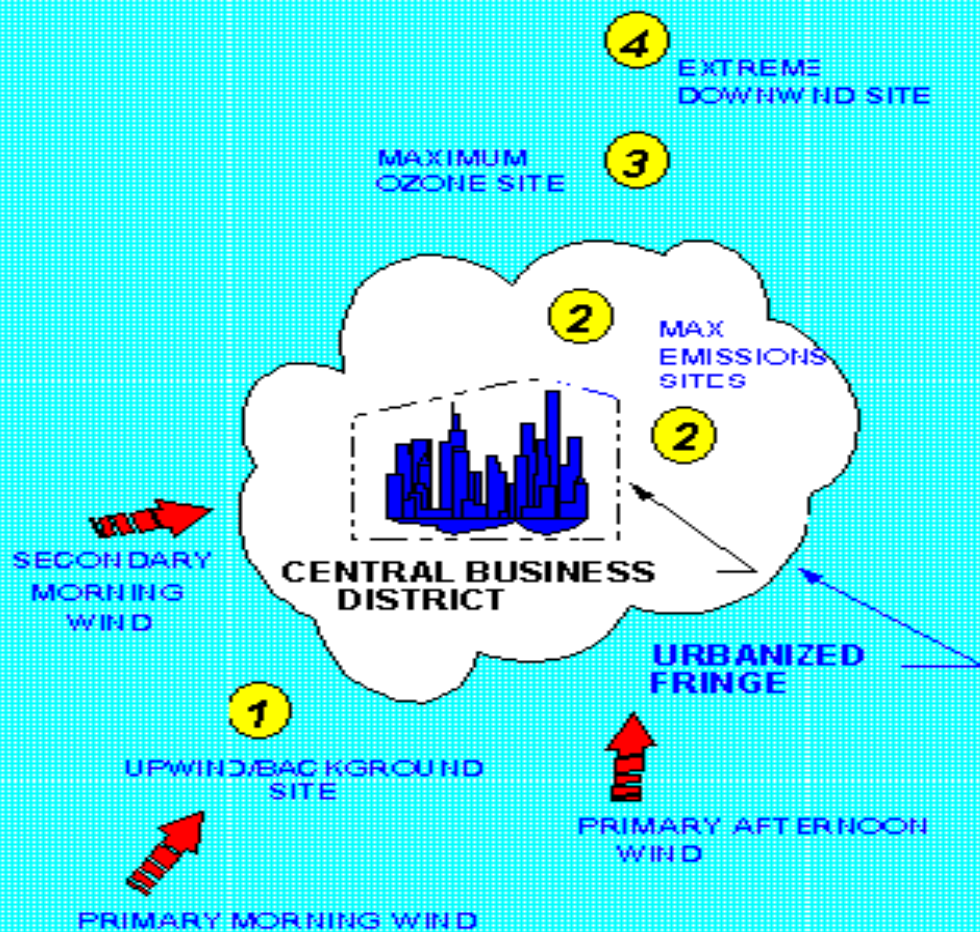 4
EXTREME
DOWNWIND SITE
MAXIMUM
OZONE SITE
3
2
MAX
EMISSIONS
SITES
2
SECONDARY
MORNING
WIND
CENTRAL BUSINESS
DISTRICT
URBANIZED
FRINGE
1
UPWIND/BACKGROUND
SITE
PRIMARY AFTERNOON
WIND
PRIMARY MORNING WIND